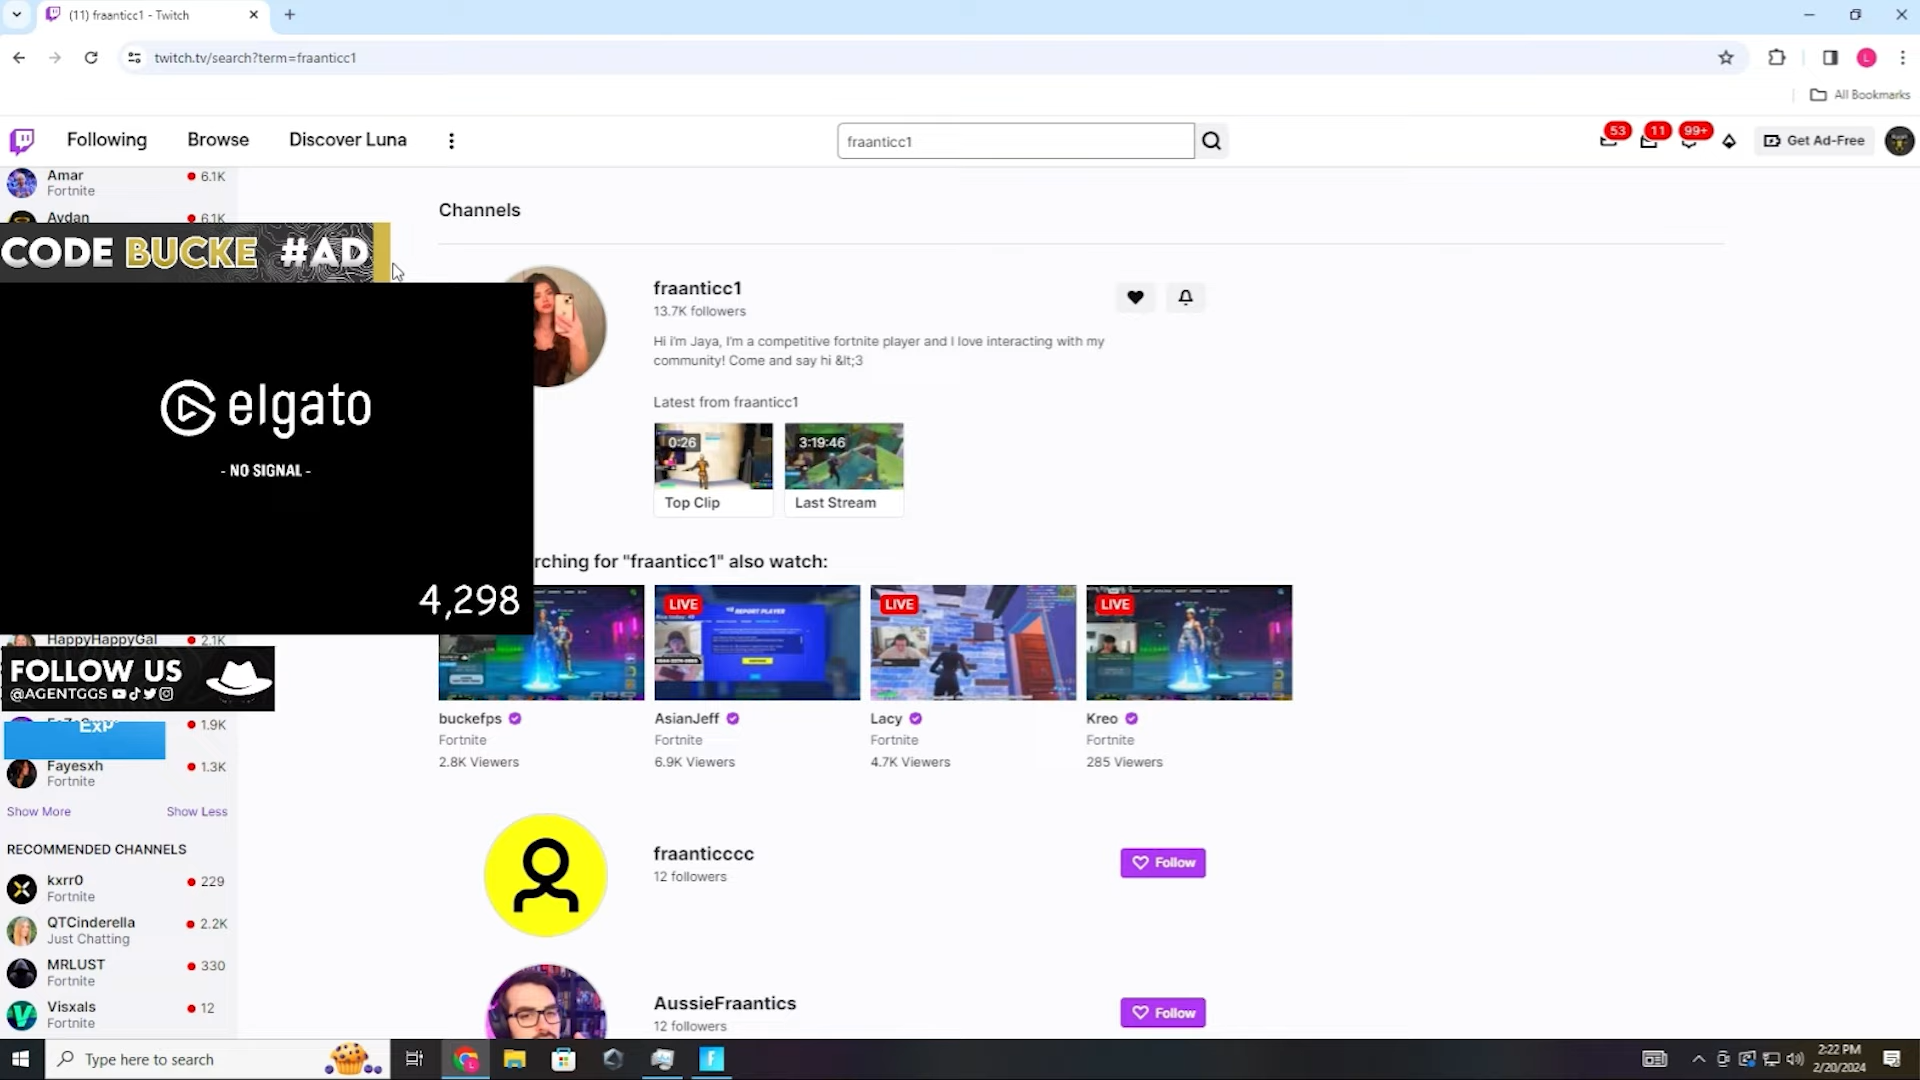 (11) fraanticc1 - Twitch
twitch.tv/search?term=fraanticc1
L
All Bookmarks
Following
Browse
Discover Luna
fraanticc1
53
11
99+
Get Ad-Free
Amar
6.1K
Fortnite
Aydan
6.1K
CODE BUCKE #AD
elgato
- NO SIGNAL -
4,298
HappyHappyGal
2.1K
FOLLOW US
@AGENTGGS
1.9K
Exp
Fayesxh
1.3K
Fortnite
Show More
Show Less
RECOMMENDED CHANNELS
kxrr0
229
Fortnite
QTCinderella
2.2K
Just Chatting
MRLUST
330
Fortnite
Visxals
12
Fortnite
Channels
fraanticc1
13.7K followers
Hi i'm Jaya, I'm a competitive fortnite player and I love interacting with my
community! Come and say hi &lt;3
Latest from fraanticc1
0:26
3:19:46
Top Clip
Last Stream
rching for "fraanticc1" also watch:
LIVE
REPORT PLAYER
LIVE
LIVE
buckefps
AsianJeff
Lacy
Kreo
Fortnite
Fortnite
Fortnite
Fortnite
2.8K Viewers
6.9K Viewers
4.7K Viewers
285 Viewers
fraanticccc
12 followers
Follow
AussieFraantics
12 followers
Follow
Type here to search
2:22 PM
2/20/2024